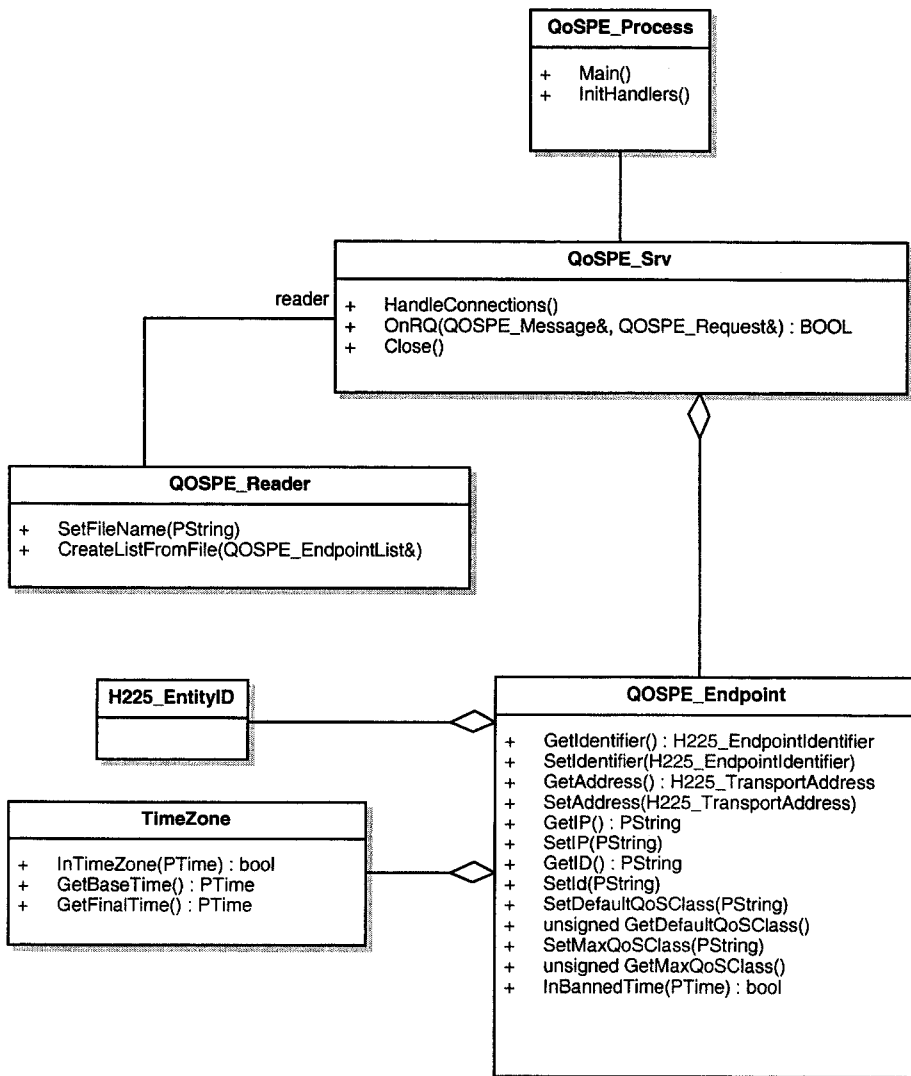 QoSPE_Process
+ Main()
+ InitHandlers()
QoSPE_Srv
+ HandleConnections()
+ OnRQ(QOSPE_Message&, QOSPE_Request&) : BOOL
+ Close()
reader
QOSPE_Reader
+ SetFileName(PString)
+ CreateListFromFile(QOSPE_EndpointList&)
H225_EntityID
TimeZone
+ InTimeZone(PTime) : bool
+ GetBaseTime() : PTime
+ GetFinalTime() : PTime
QOSPE_Endpoint
+ GetIdentifier() : H225_EndpointIdentifier
+ SetIdentifier(H225_EndpointIdentifier)
+ GetAddress() : H225_TransportAddress
+ SetAddress(H225_TransportAddress)
+ GetIP() : PString
+ SetIP(PString)
+ GetID() : PString
+ SetId(PString)
+ SetDefaultQoSClass(PString)
+ unsigned GetDefaultQoSClass()
+ SetMaxQoSClass(PString)
+ unsigned GetMaxQoSClass()
+ InBannedTime(PTime) : bool